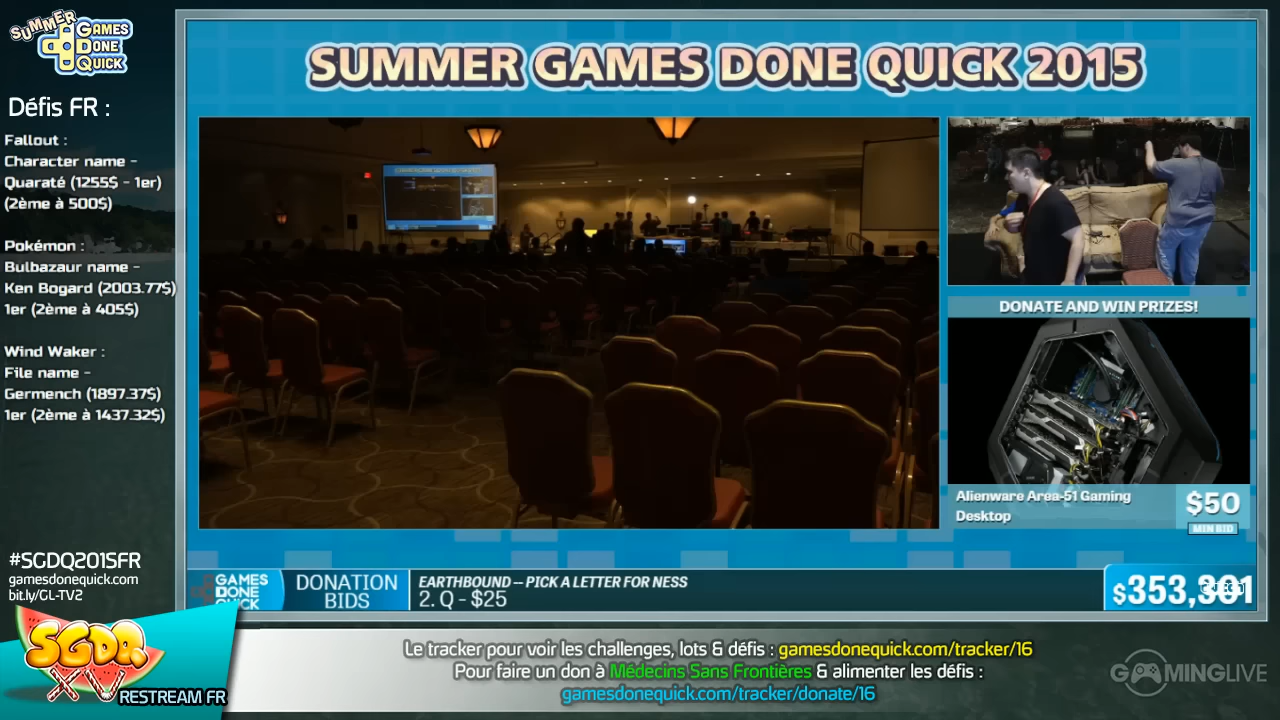 SUMMER
GAMES
DONE
QUICK
Défis FR :
Fallout :
Character name -
Quaraté (1255$ - 1er)
(2ème à 500$)
Pokémon :
Bulbazaur name -
Ken Bogard (2003.77$)
1er (2ème à 405$)
Wind Waker :
File name -
Germench (1897.37$)
1er (2ème à 1437.32$)
#SGDQ2015FR
gamesdonequick.com
bit.ly/GL-TV2
SGDQ
XV
RESTREAM FR
SUMMER GAMES DONE QUICK 2015
DONATE AND WIN PRIZES!
Alienware Area-51 Gaming
Desktop
$50
MIN BID
GAMES
DONE
QUICK
DONATION
BIDS
EARTHBOUND -- PICK A LETTER FOR NESS
2. Q - $25
Le tracker pour voir les challenges, lots & défis : gamesdonequick.com/tracker/16
Pour faire un don à Médecins Sans Frontières & alimenter les défis :
gamesdonequick.com/tracker/donate/16
GAMINGLIVE